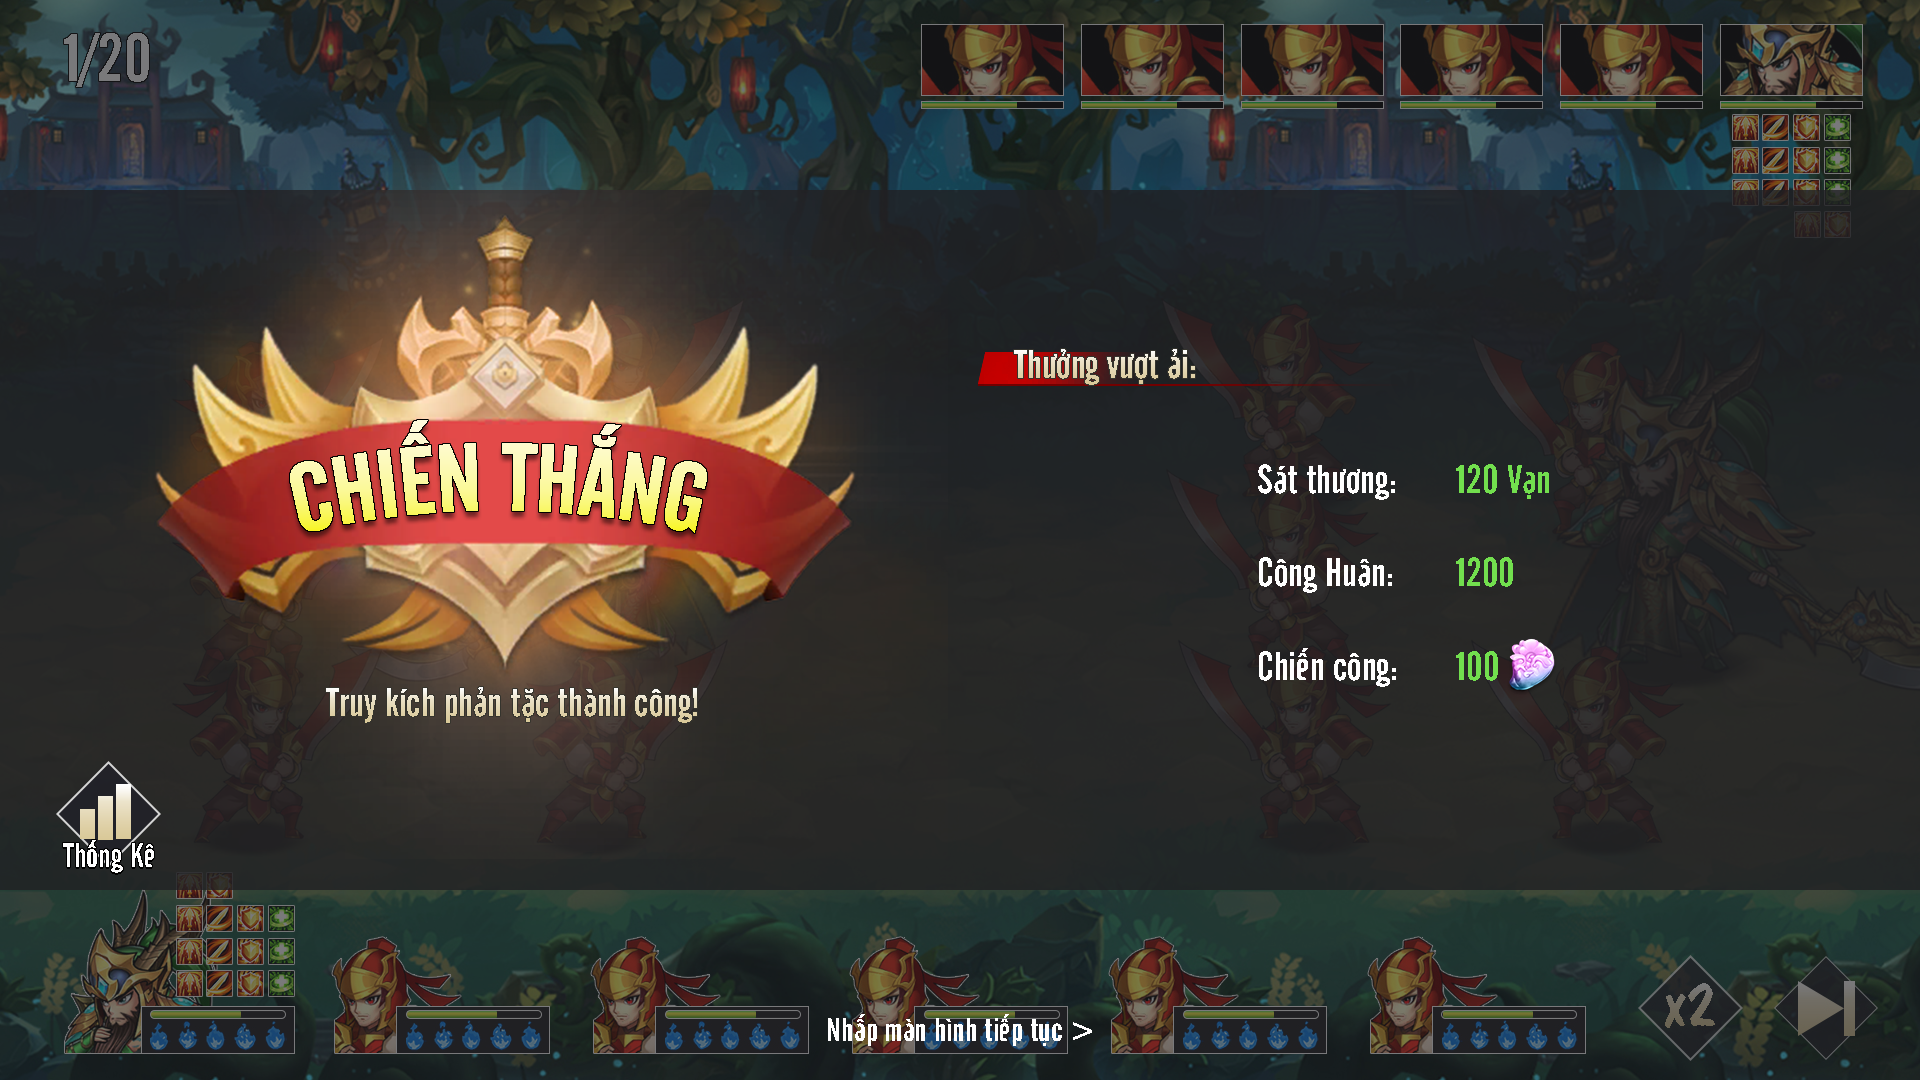 1/20
CHIẾN THẮNG
Truy kích phản tặc thành công!
Thưởng vượt ải:
Sát thương: 120 Vạn
Công Huân: 1200
Chiến công: 100
Thống Kê
Nhấp màn hình tiếp tục >
x2